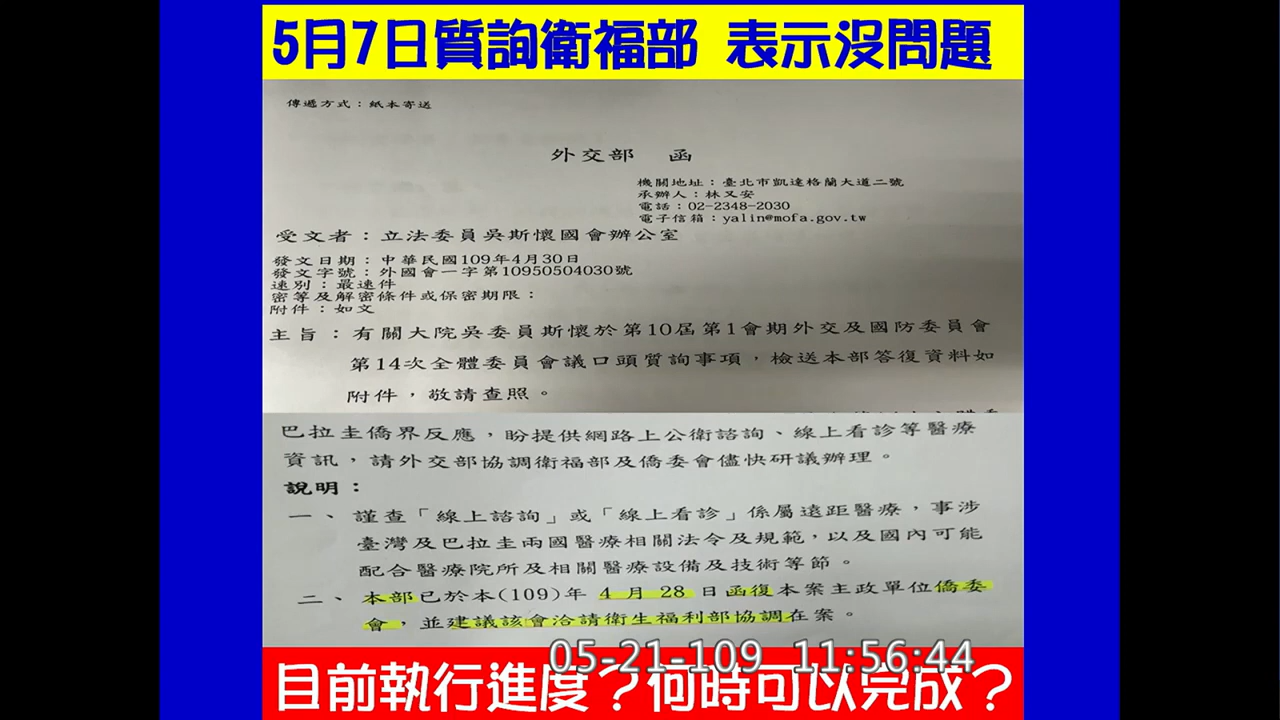 5月7日質詢衛福部 表示沒問題
傳遞方式：紙本寄送
外交部 函
機關地址：臺北市凱達格蘭大道二號
承辦人：林又安
電話：02-2348-2030
電子信箱：yalin@mofa.gov.tw
受文者：立法委員吳斯懷國會辦公室
發文日期：中華民國109年4月30日
發文字號：外國會一字第10950504030號
速別：最速件
密等及解密條件或保密期限：
附件：如文
主旨：有關大院吳委員斯懷於第10屆第1會期外交及國防委員會
第14次全體委員會議口頭質詢事項，檢送本部答復資料如
附件，敬請查照。
巴拉圭僑界反應，盼提供網路上公衛諮詢、線上看診等醫療
資訊，請外交部協調衛福部及僑委會儘快研議辦理。
說明：
一、謹查「線上諮詢」或「線上看診」係屬遠距醫療，事涉
臺灣及巴拉圭兩國醫療相關法令及規範，以及國內可能
配合醫療院所及相關醫療設備及技術等節。
二、本部已於本(109)年4月28日函復本案主政單位僑委
會，並建議該會洽請衛生福利部協調在案。
05-21-109 11:56:44
目前執行進度？何時可以完成？